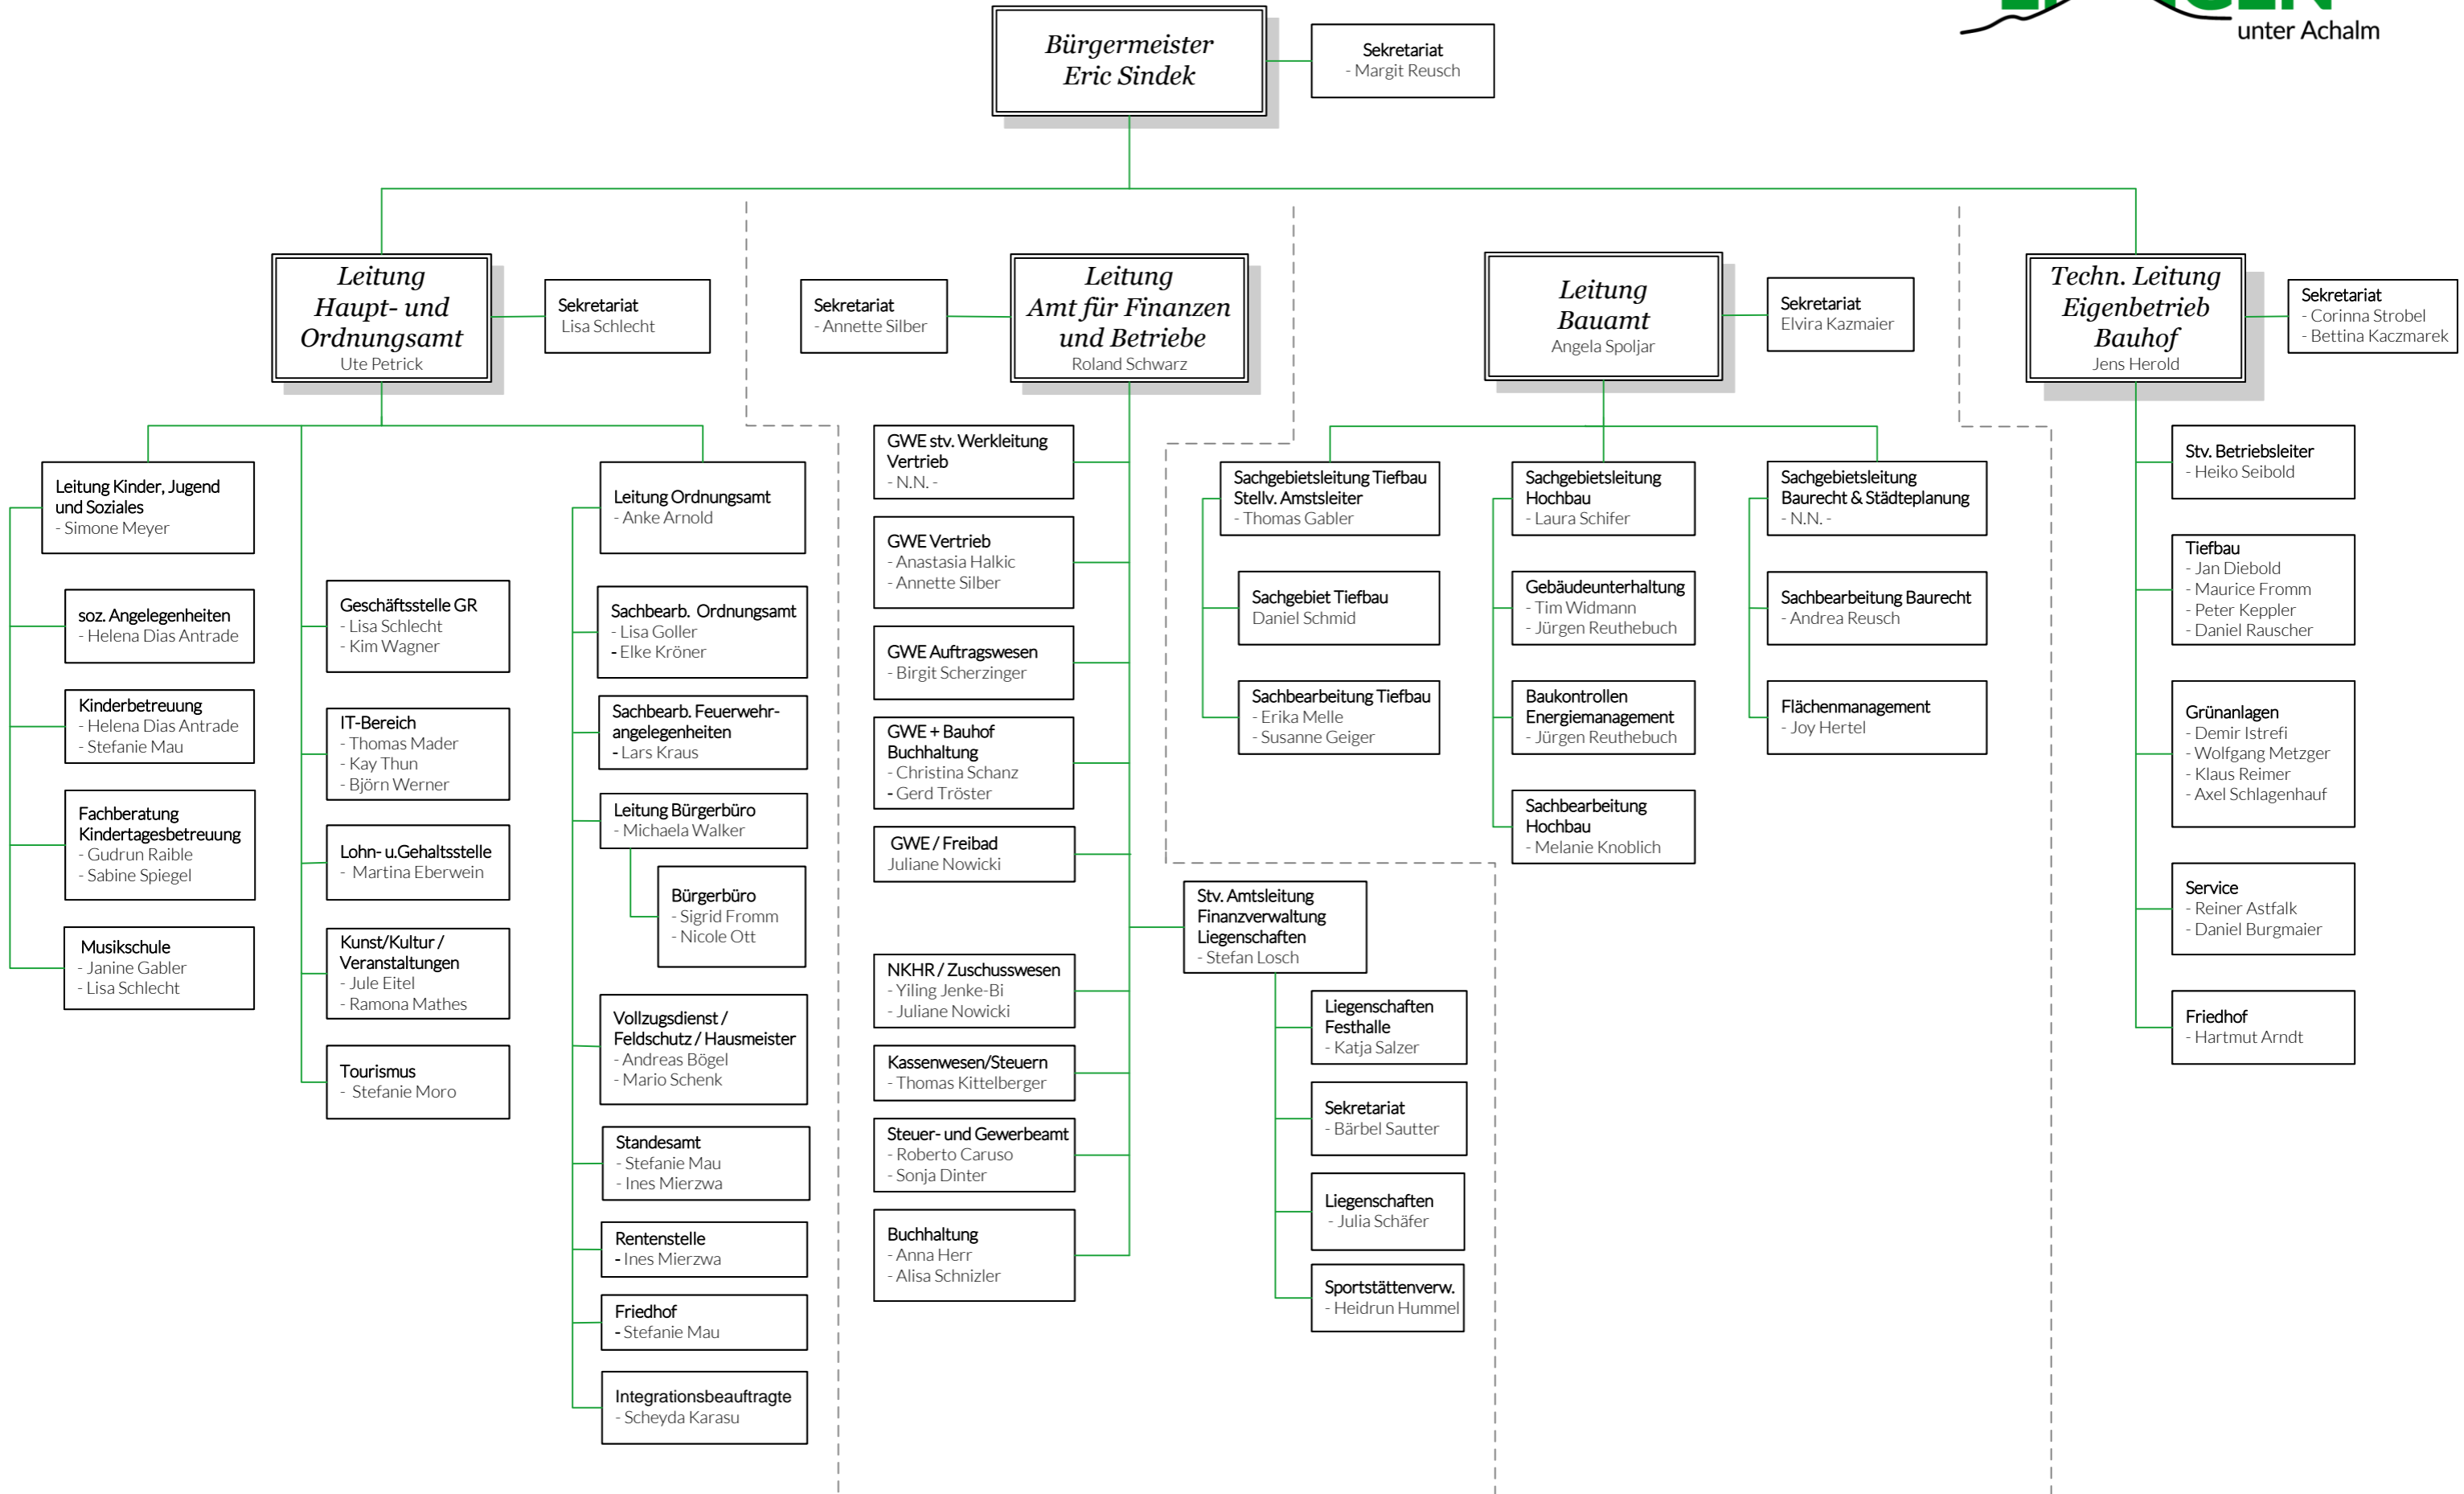 unter Achalm
Bürgermeister
Eric Sindek
Sekretariat
- Margit Reusch
Leitung
Haupt- und
Ordnungsamt
Ute Petrick
Sekretariat
Lisa Schlecht
Sekretariat
- Annette Silber
Leitung
Amt für Finanzen
und Betriebe
Roland Schwarz
Leitung
Bauamt
Angela Spoljar
Sekretariat
Elvira Kazmaier
Techn. Leitung
Eigenbetrieb
Bauhof
Jens Herold
Sekretariat
- Corinna Strobel
- Bettina Kaczmarek
Leitung Kinder, Jugend
und Soziales
- Simone Meyer
soz. Angelegenheiten
- Helena Dias Antrade
Kinderbetreuung
- Helena Dias Antrade
- Stefanie Mau
Fachberatung
Kindertagesbetreuung
- Gudrun Raible
- Sabine Spiegel
Musikschule
- Janine Gabler
- Lisa Schlecht
Geschäftsstelle GR
- Lisa Schlecht
- Kim Wagner
IT-Bereich
- Thomas Mader
- Kay Thun
- Björn Werner
Lohn- u.Gehaltsstelle
- Martina Eberwein
Kunst/Kultur /
Veranstaltungen
- Jule Eitel
- Ramona Mathes
Tourismus
- Stefanie Moro
Leitung Ordnungsamt
- Anke Arnold
Sachbearb. Ordnungsamt
- Lisa Goller
- Elke Kröner
Sachbearb. Feuerwehr-
angelegenheiten
- Lars Kraus
Leitung Bürgerbüro
- Michaela Walker
Bürgerbüro
- Sigrid Fromm
- Nicole Ott
Vollzugsdienst /
Feldschutz / Hausmeister
- Andreas Bögel
- Mario Schenk
Standesamt
- Stefanie Mau
- Ines Mierzwa
Rentenstelle
- Ines Mierzwa
Friedhof
- Stefanie Mau
Integrationsbeauftragte
- Scheyda Karasu
GWE stv. Werkleitung
Vertrieb
- N.N. -
GWE Vertrieb
- Anastasia Halkic
- Annette Silber
GWE Auftragswesen
- Birgit Scherzinger
GWE + Bauhof
Buchhaltung
- Christina Schanz
- Gerd Tröster
GWE / Freibad
Juliane Nowicki
NKHR / Zuschusswesen
- Yiling Jenke-Bi
- Juliane Nowicki
Kassenwesen/Steuern
- Thomas Kittelberger
Steuer- und Gewerbeamt
- Roberto Caruso
- Sonja Dinter
Buchhaltung
- Anna Herr
- Alisa Schnizler
Stv. Amtsleitung
Finanzverwaltung
Liegenschaften
- Stefan Losch
Liegenschaften
Festhalle
- Katja Salzer
Sekretariat
- Bärbel Sautter
Liegenschaften
- Julia Schäfer
Sportstättenverw.
- Heidrun Hummel
Sachgebietsleitung Tiefbau
Stellv. Amstsleiter
- Thomas Gabler
Sachgebiet Tiefbau
Daniel Schmid
Sachbearbeitung Tiefbau
- Erika Melle
- Susanne Geiger
Sachgebietsleitung
Hochbau
- Laura Schifer
Gebäudeunterhaltung
- Tim Widmann
- Jürgen Reuthebuch
Baukontrollen
Energiemanagement
- Jürgen Reuthebuch
Sachbearbeitung
Hochbau
- Melanie Knoblich
Sachgebietsleitung
Baurecht & Städteplanung
- N.N. -
Sachbearbeitung Baurecht
- Andrea Reusch
Flächenmanagement
- Joy Hertel
Stv. Betriebsleiter
- Heiko Seibold
Tiefbau
- Jan Diebold
- Maurice Fromm
- Peter Keppler
- Daniel Rauscher
Grünanlagen
- Demir Istrefi
- Wolfgang Metzger
- Klaus Reimer
- Axel Schlagenhauf
Service
- Reiner Astfalk
- Daniel Burgmaier
Friedhof
- Hartmut Arndt